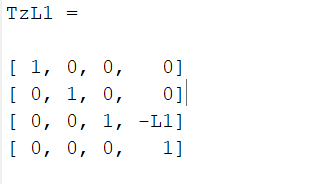 TzL1 =
[ 1, 0, 0,   0]
[ 0, 1, 0,   0]
[ 0, 0, 1, -L1]
[ 0, 0, 0,   1]